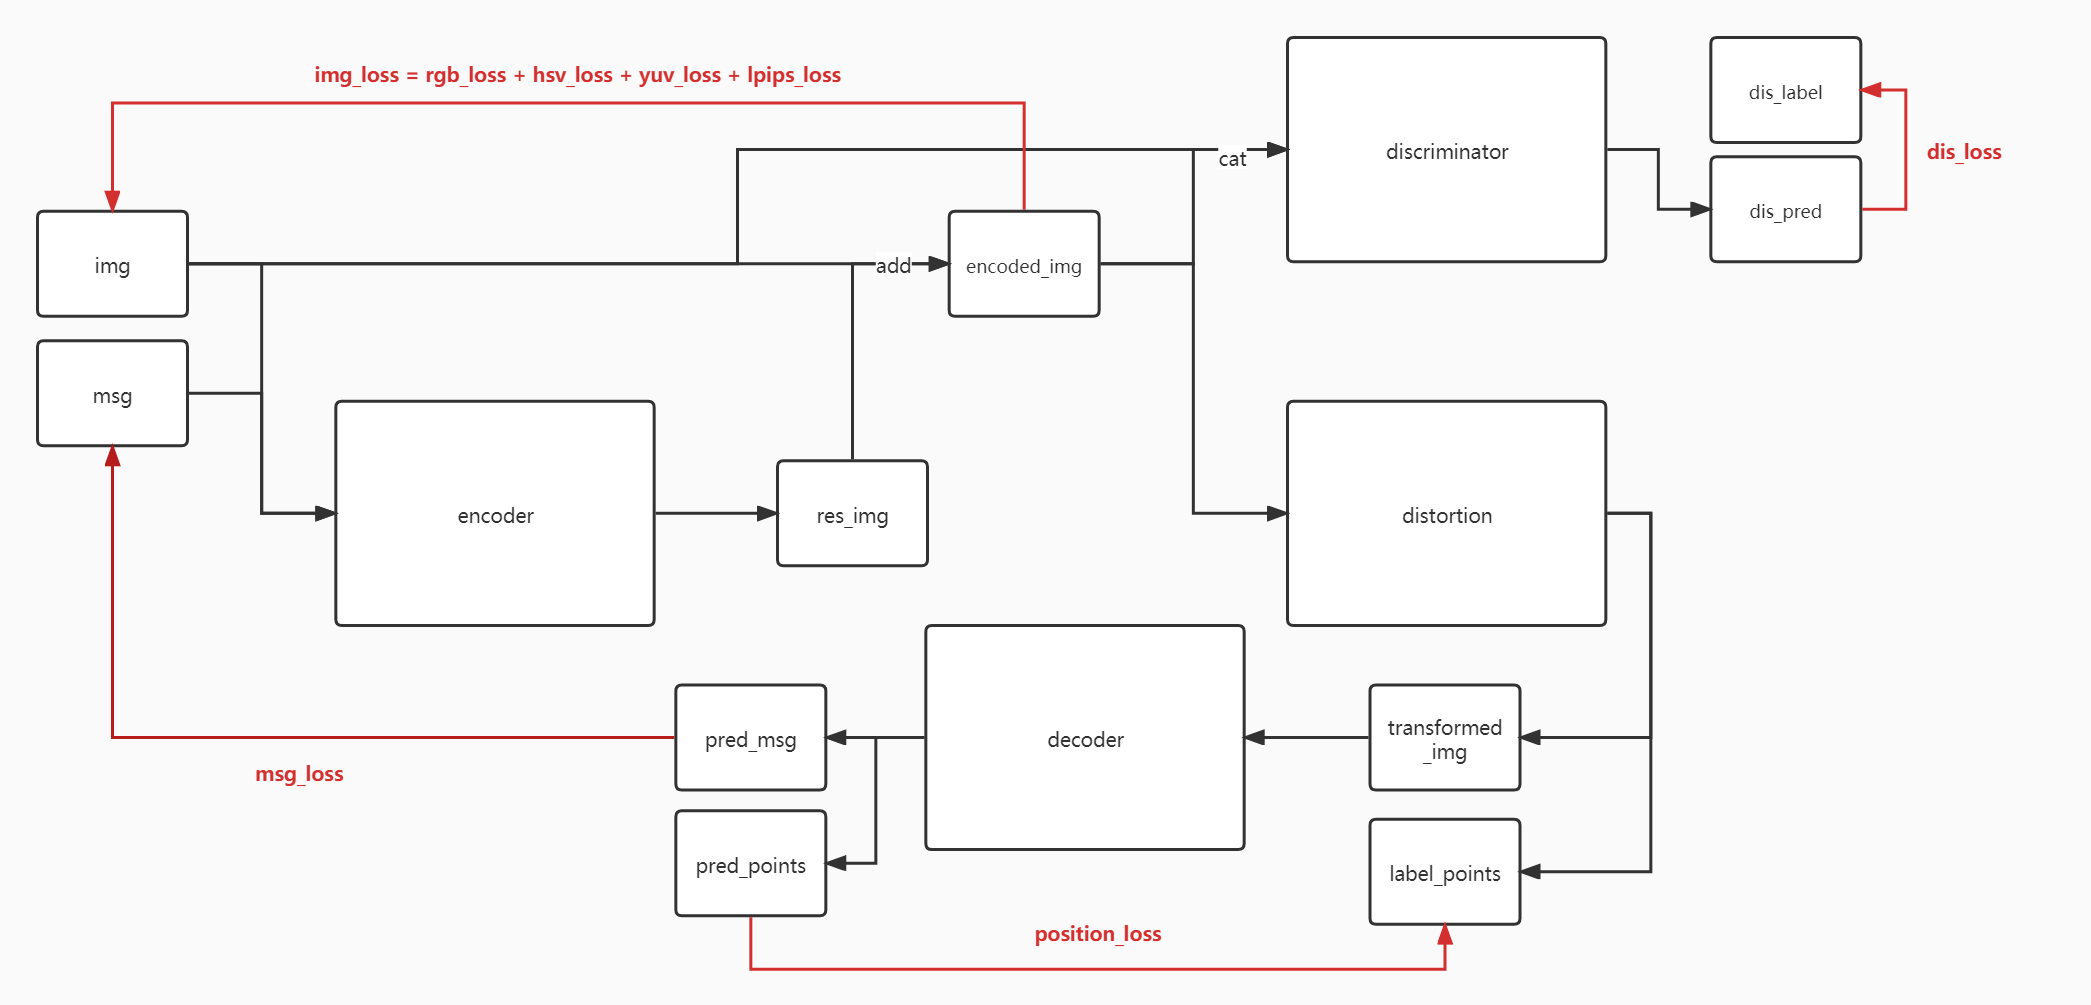 img_loss = rgb_loss + hsv_loss + yuv_loss + lpips_loss
dis_label
discriminator
cat
dis_loss
dis_pred
img
add
encoded_img
msg
encoder
res_img
distortion
pred_msg
decoder
transformed
_img
msg_loss
pred_points
label_points
position_loss